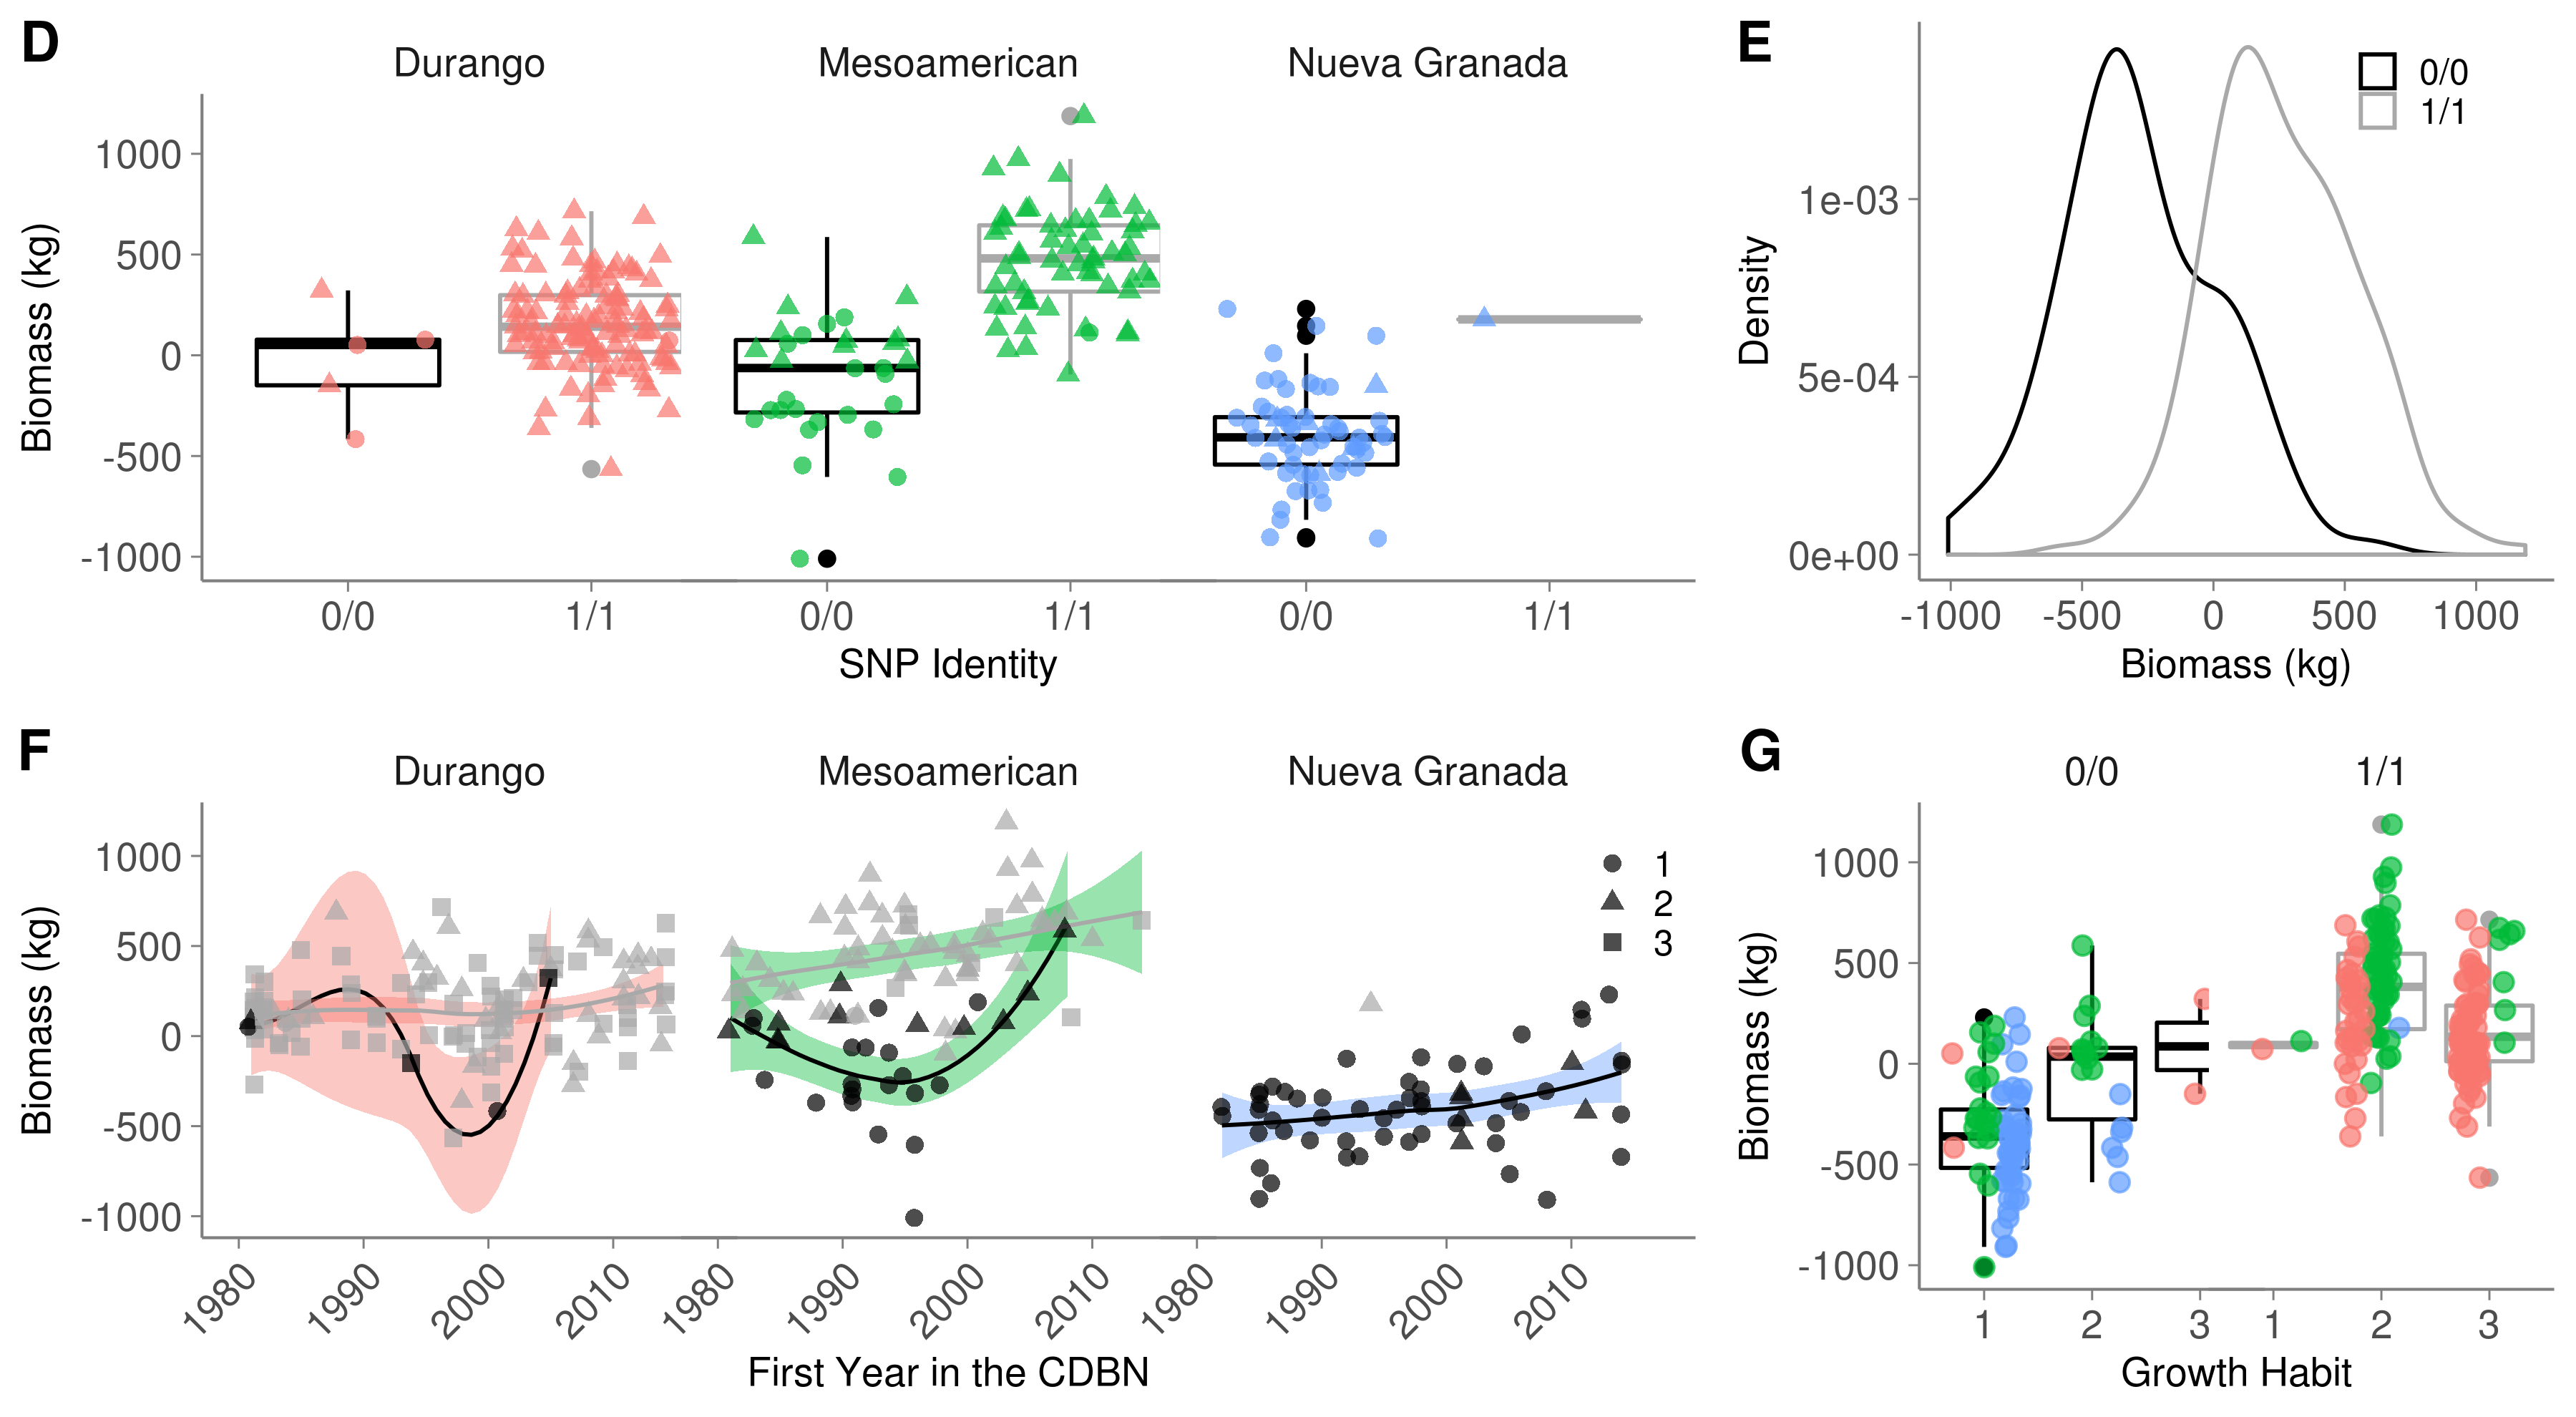 D
Durango Mesoamerican Nueva Granada
1000
500
0
-500
-1000
Biomass (kg)
0/0 1/1 0/0 1/1 0/0 1/1
SNP Identity
E
0/0
1/1
1e-03
5e-04
0e+00
Density
-1000 -500 0 500 1000
Biomass (kg)
F
Durango Mesoamerican Nueva Granada
1000
500
0
-500
-1000
Biomass (kg)
1
2
3
1980 1990 2000 2010 1980 1990 2000 2010 1980 1990 2000 2010
First Year in the CDBN
G
0/0 1/1
1000
500
0
-500
-1000
Biomass (kg)
1 2 3 1 2 3
Growth Habit